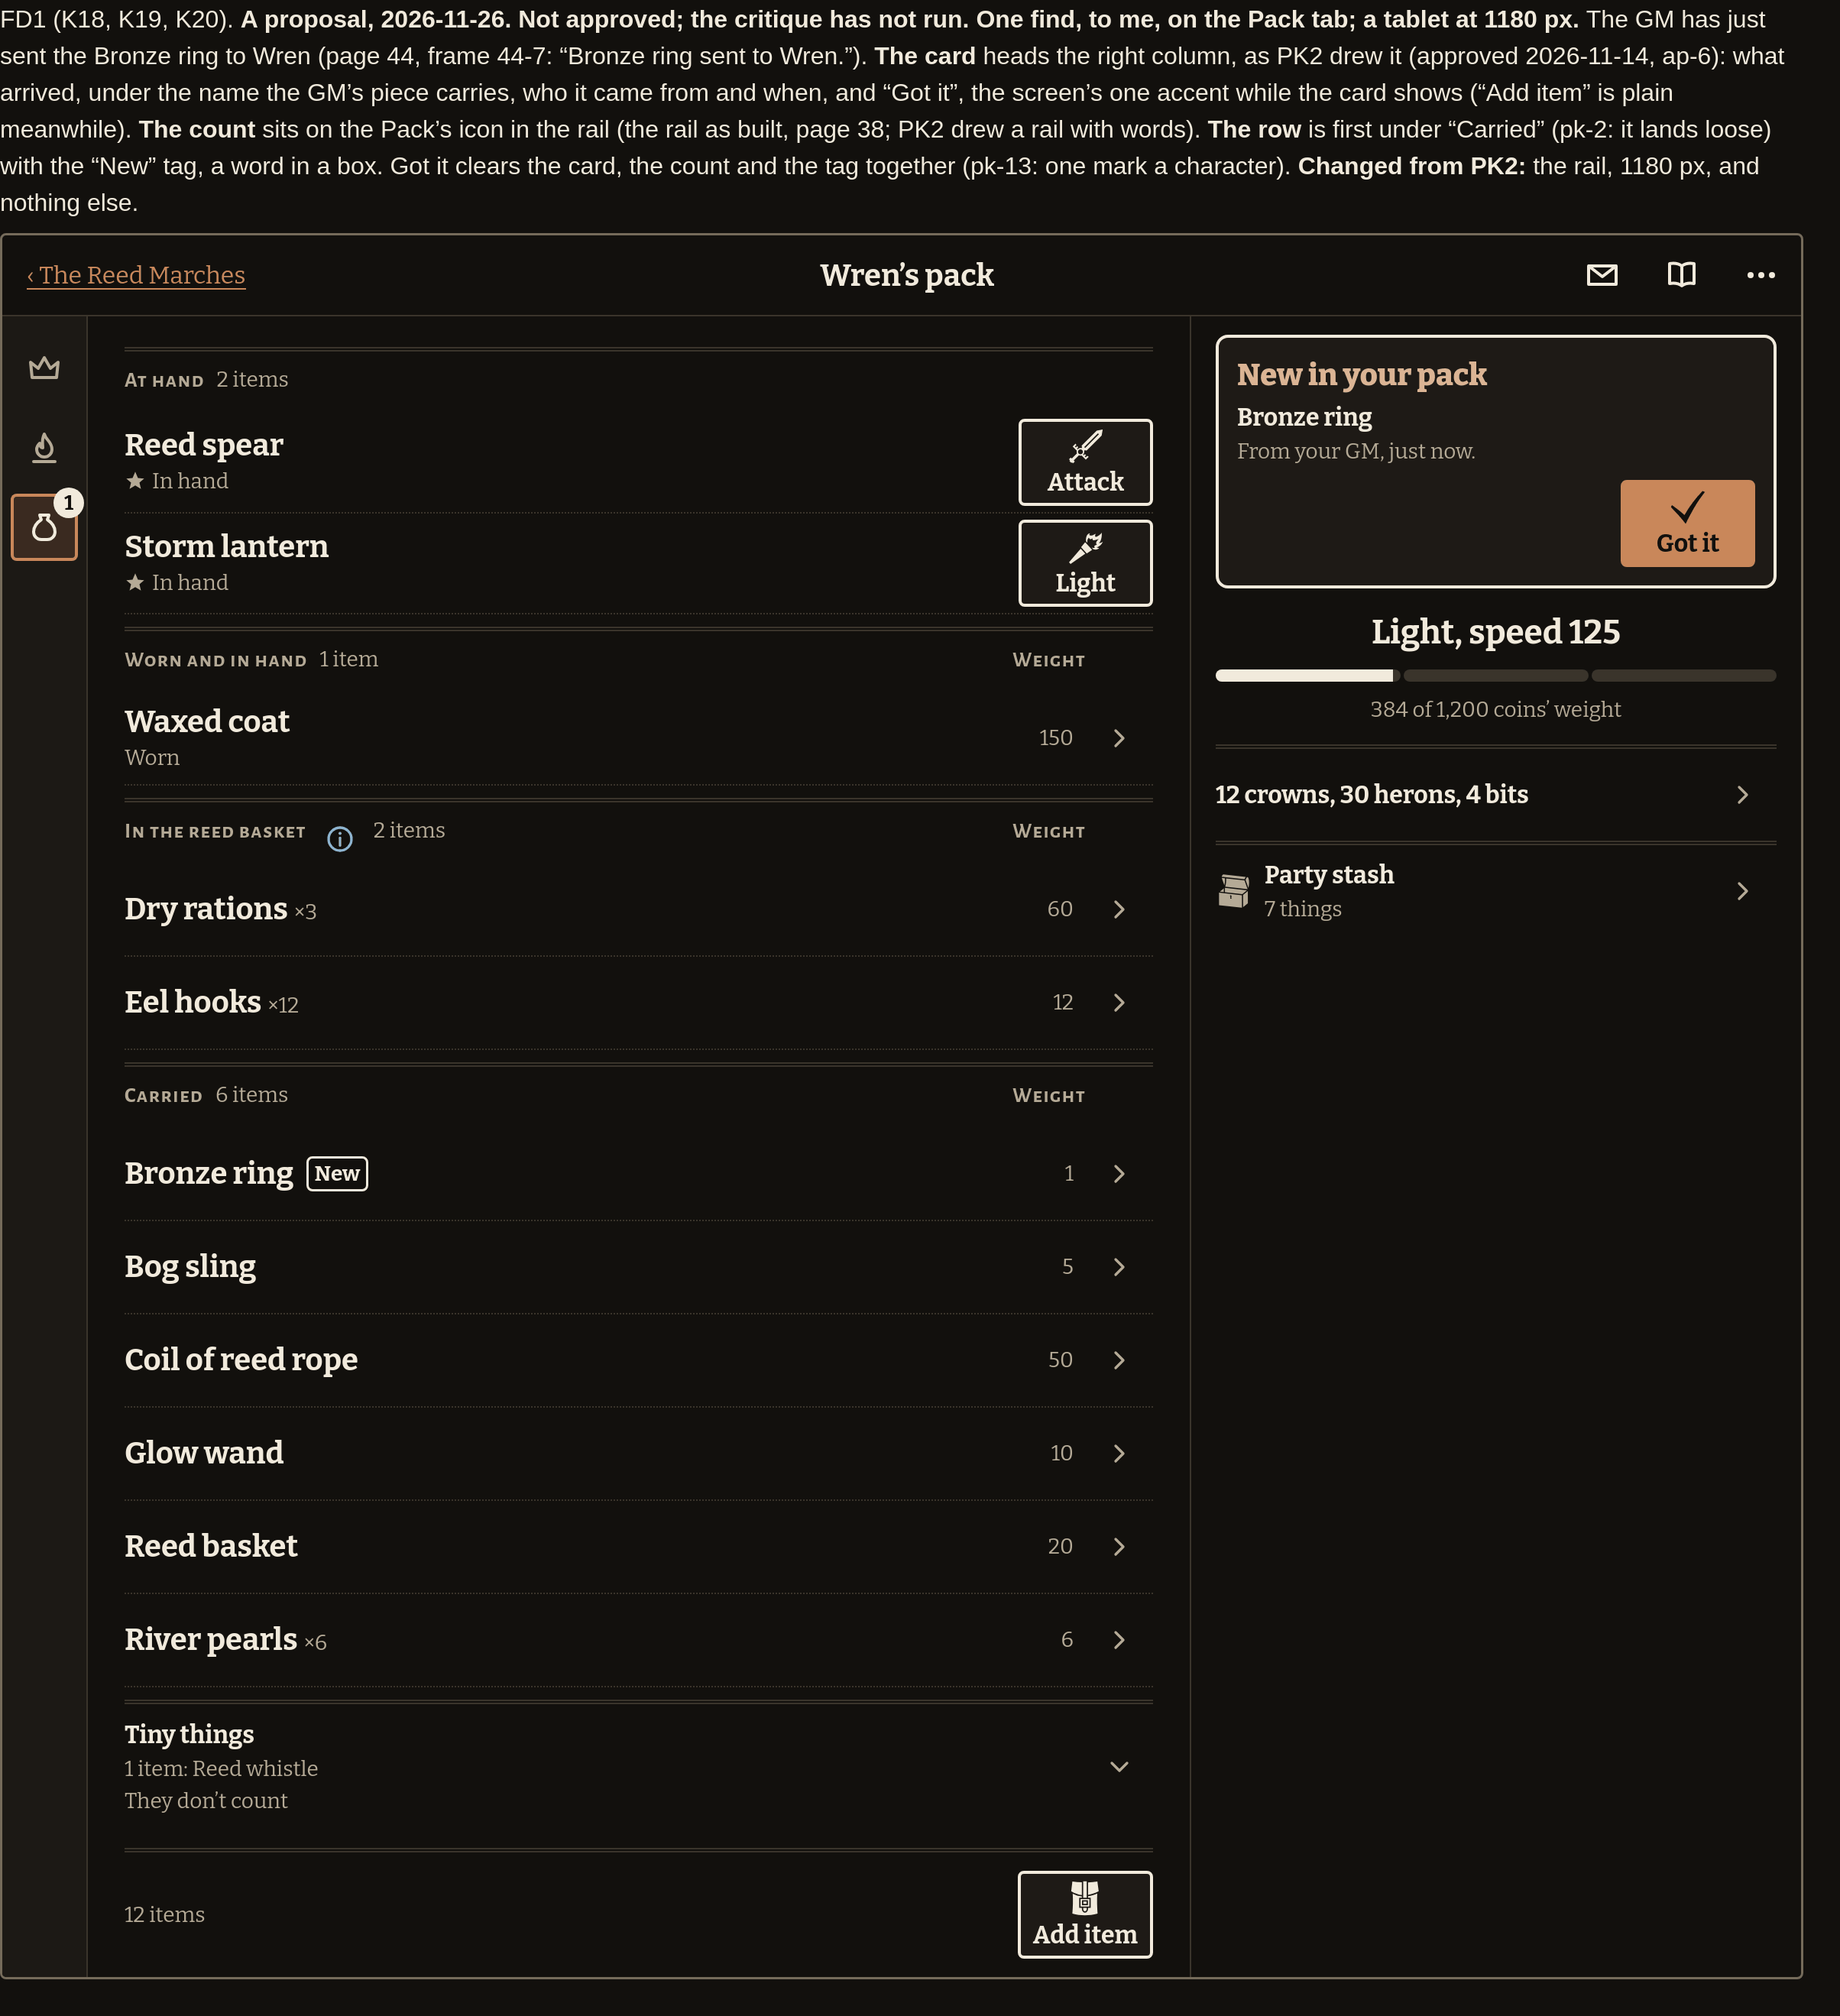 FD1 (K18, K19, K20). A proposal, 2026-11-26. Not approved; the critique has not run. One find, to me, on the Pack tab; a tablet at 1180 px. The GM has just
sent the Bronze ring to Wren (page 44, frame 44-7: “Bronze ring sent to Wren.”). The card heads the right column, as PK2 drew it (approved 2026-11-14, ap-6): what
arrived, under the name the GM’s piece carries, who it came from and when, and “Got it”, the screen’s one accent while the card shows (“Add item” is plain
meanwhile). The count sits on the Pack’s icon in the rail (the rail as built, page 38; PK2 drew a rail with words). The row is first under “Carried” (pk-2: it lands loose)
with the “New” tag, a word in a box. Got it clears the card, the count and the tag together (pk-13: one mark a character). Changed from PK2: the rail, 1180 px, and
nothing else.
‹ The Reed Marches
Wren’s pack
1
At hand 2 items
Reed spear
★ In hand
Attack
Storm lantern
★ In hand
Light
Worn and in hand 1 item Weight
Waxed coat
Worn
150
In the reed basket 2 items Weight
Dry rations ×3 60
Eel hooks ×12 12
Carried 6 items Weight
Bronze ring New 1
Bog sling 5
Coil of reed rope 50
Glow wand 10
Reed basket 20
River pearls ×6 6
Tiny things
1 item: Reed whistle
They don’t count
12 items
Add item
New in your pack
Bronze ring
From your GM, just now.
Got it
Light, speed 125
384 of 1,200 coins’ weight
12 crowns, 30 herons, 4 bits
Party stash
7 things